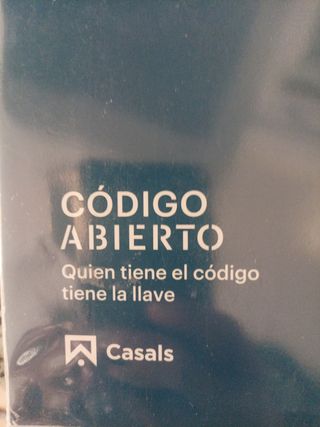 CÓDIGO
ABIERTO
Quien tiene el código
tiene la llave
Casals